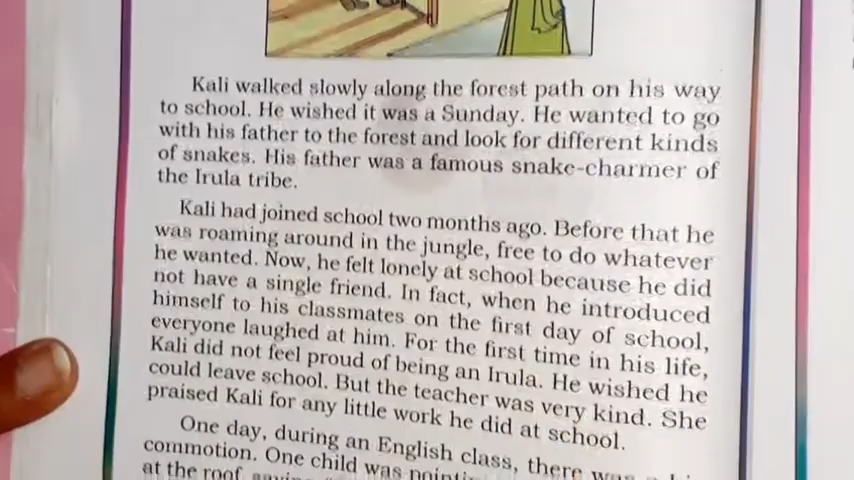 Kali walked slowly along the forest path on his way
to school. He wished it was a Sunday. He wanted to go
with his father to the forest and look for different kinds
of snakes. His father was a famous snake-charmer of
the Irula tribe.
Kali had joined school two months ago. Before that he
was roaming around in the jungle, free to do whatever
he wanted. Now, he felt lonely at school because he did
not have a single friend. In fact, when he introduced
himself to his classmates on the first day of school,
everyone laughed at him. For the first time in his life,
Kali did not feel proud of being an Irula. He wished he
could leave school. But the teacher was very kind. She
praised Kali for any little work he did at school.
One day, during an English class, there
commotion. One child was
at the roof,